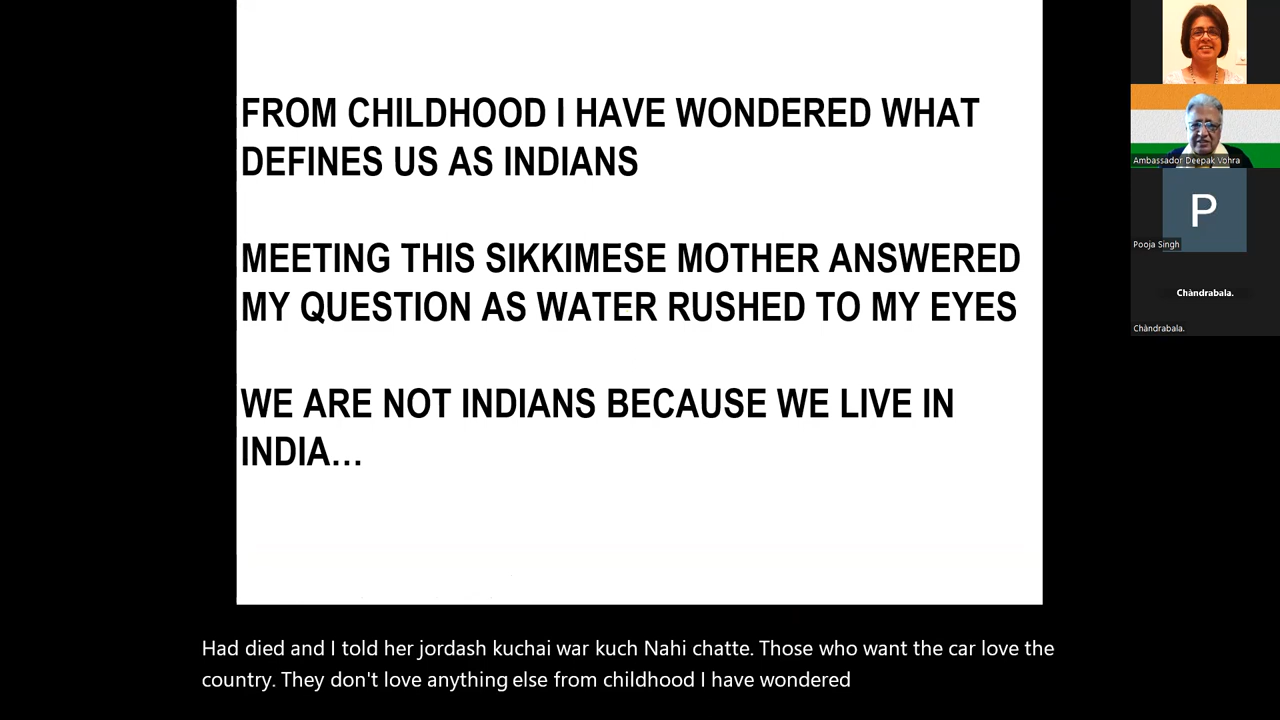 FROM CHILDHOOD I HAVE WONDERED WHAT
DEFINES US AS INDIANS
MEETING THIS SIKKIMESE MOTHER ANSWERED
MY QUESTION AS WATER RUSHED TO MY EYES
WE ARE NOT INDIANS BECAUSE WE LIVE IN
INDIA…
Had died and I told her jordash kuchai war kuch Nahi chatte. Those who want the car love the
country. They don't love anything else from childhood I have wondered
Ambassador Deepak Vohra
P
Pooja Singh
Chàndrabala.
Chàndrabala.